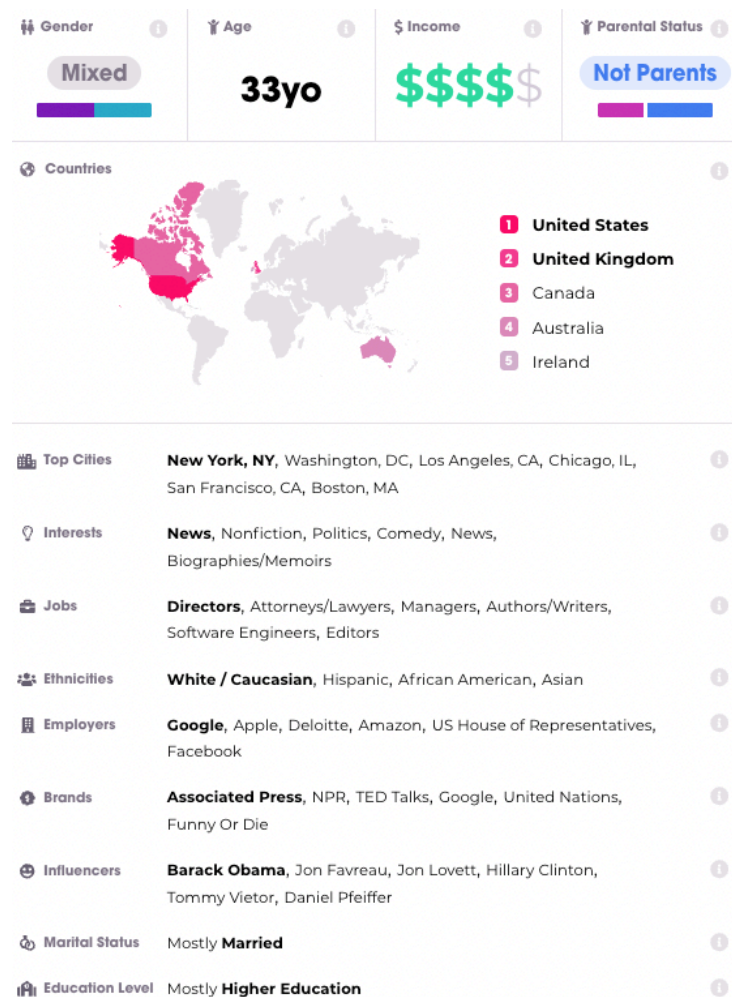 Gender
Age
$ Income
Parental Status
Mixed
33yo
$$$$$
Not Parents
Countries
1 United States
2 United Kingdom
3 Canada
4 Australia
5 Ireland
Top Cities
New York, NY, Washington, DC, Los Angeles, CA, Chicago, IL,
San Francisco, CA, Boston, MA
Interests
News, Nonfiction, Politics, Comedy, News,
Biographies/Memoirs
Jobs
Directors, Attorneys/Lawyers, Managers, Authors/Writers,
Software Engineers, Editors
Ethnicities
White / Caucasian, Hispanic, African American, Asian
Employers
Google, Apple, Deloitte, Amazon, US House of Representatives,
Facebook
Brands
Associated Press, NPR, TED Talks, Google, United Nations,
Funny Or Die
Influencers
Barack Obama, Jon Favreau, Jon Lovett, Hillary Clinton,
Tommy Vietor, Daniel Pfeiffer
Marital Status
Mostly Married
Education Level
Mostly Higher Education